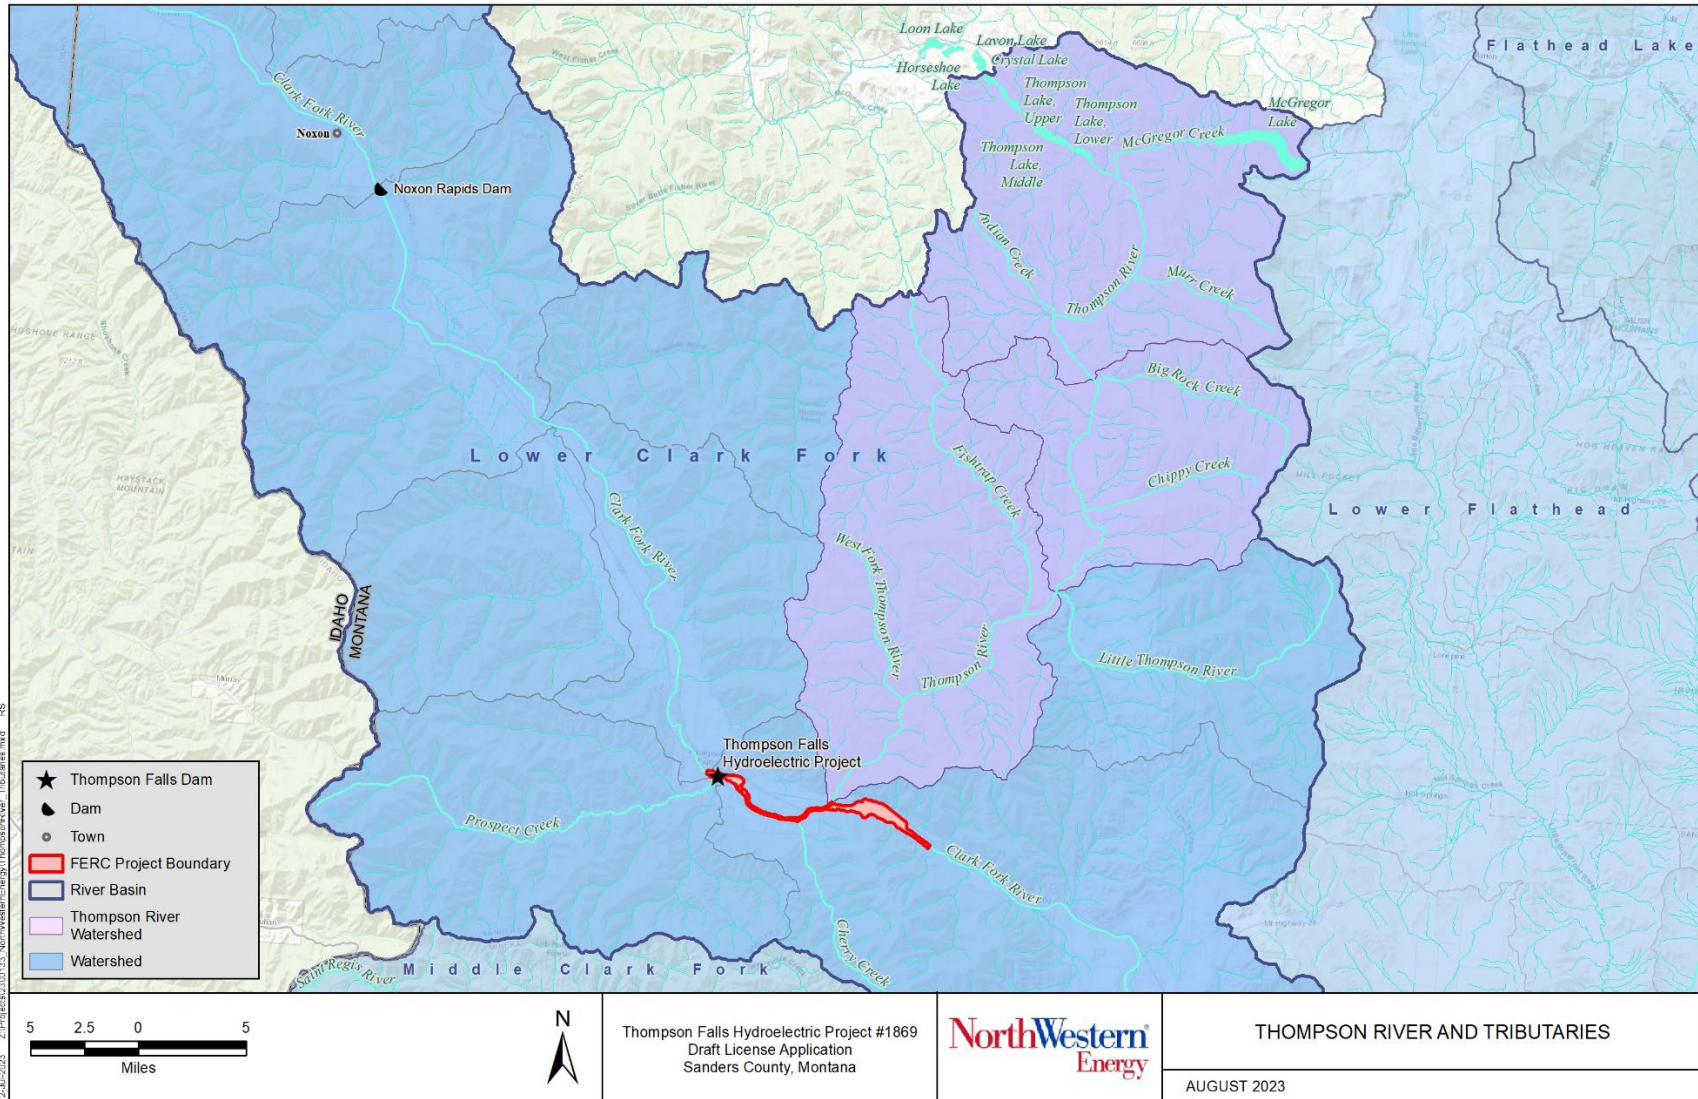 Loon Lake
Lavon Lake
Crystal Lake
Horseshoe
Lake
Thompson
Lake,
Upper
Thompson
Lake,
Lower
McGregor
Lake
McGregor Creek
Thompson
Lake,
Middle
Flathead Lake
Clark Fork River
Noxon
Noxon Rapids Dam
Indian Creek
Thompson River
Murr Creek
Big Rock Creek
Chippy Creek
Fishtrap Creek
Lower Clark Fork
Lower Flathead
Clark Fork River
West Fork Thompson River
Thompson River
Little Thompson River
HAYSTACK
MOUNTAIN
IDAHO
MONTANA
Murray
Thompson Falls
Hydroelectric Project
Prospect Creek
Clark Fork River
Cherry Creek
Saint Regis River
Middle Clark Fork
Thompson Falls Dam
Dam
Town
FERC Project Boundary
River Basin
Thompson River
Watershed
Watershed
5 2.5 0 5
Miles
N
Thompson Falls Hydroelectric Project #1869
Draft License Application
Sanders County, Montana
NorthWestern
Energy
THOMPSON RIVER AND TRIBUTARIES
AUGUST 2023